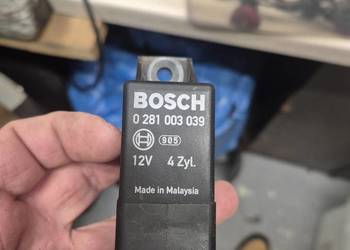 BOSCH
0 281 003 039
905
12V 4 Zyl.
Made in Malaysia